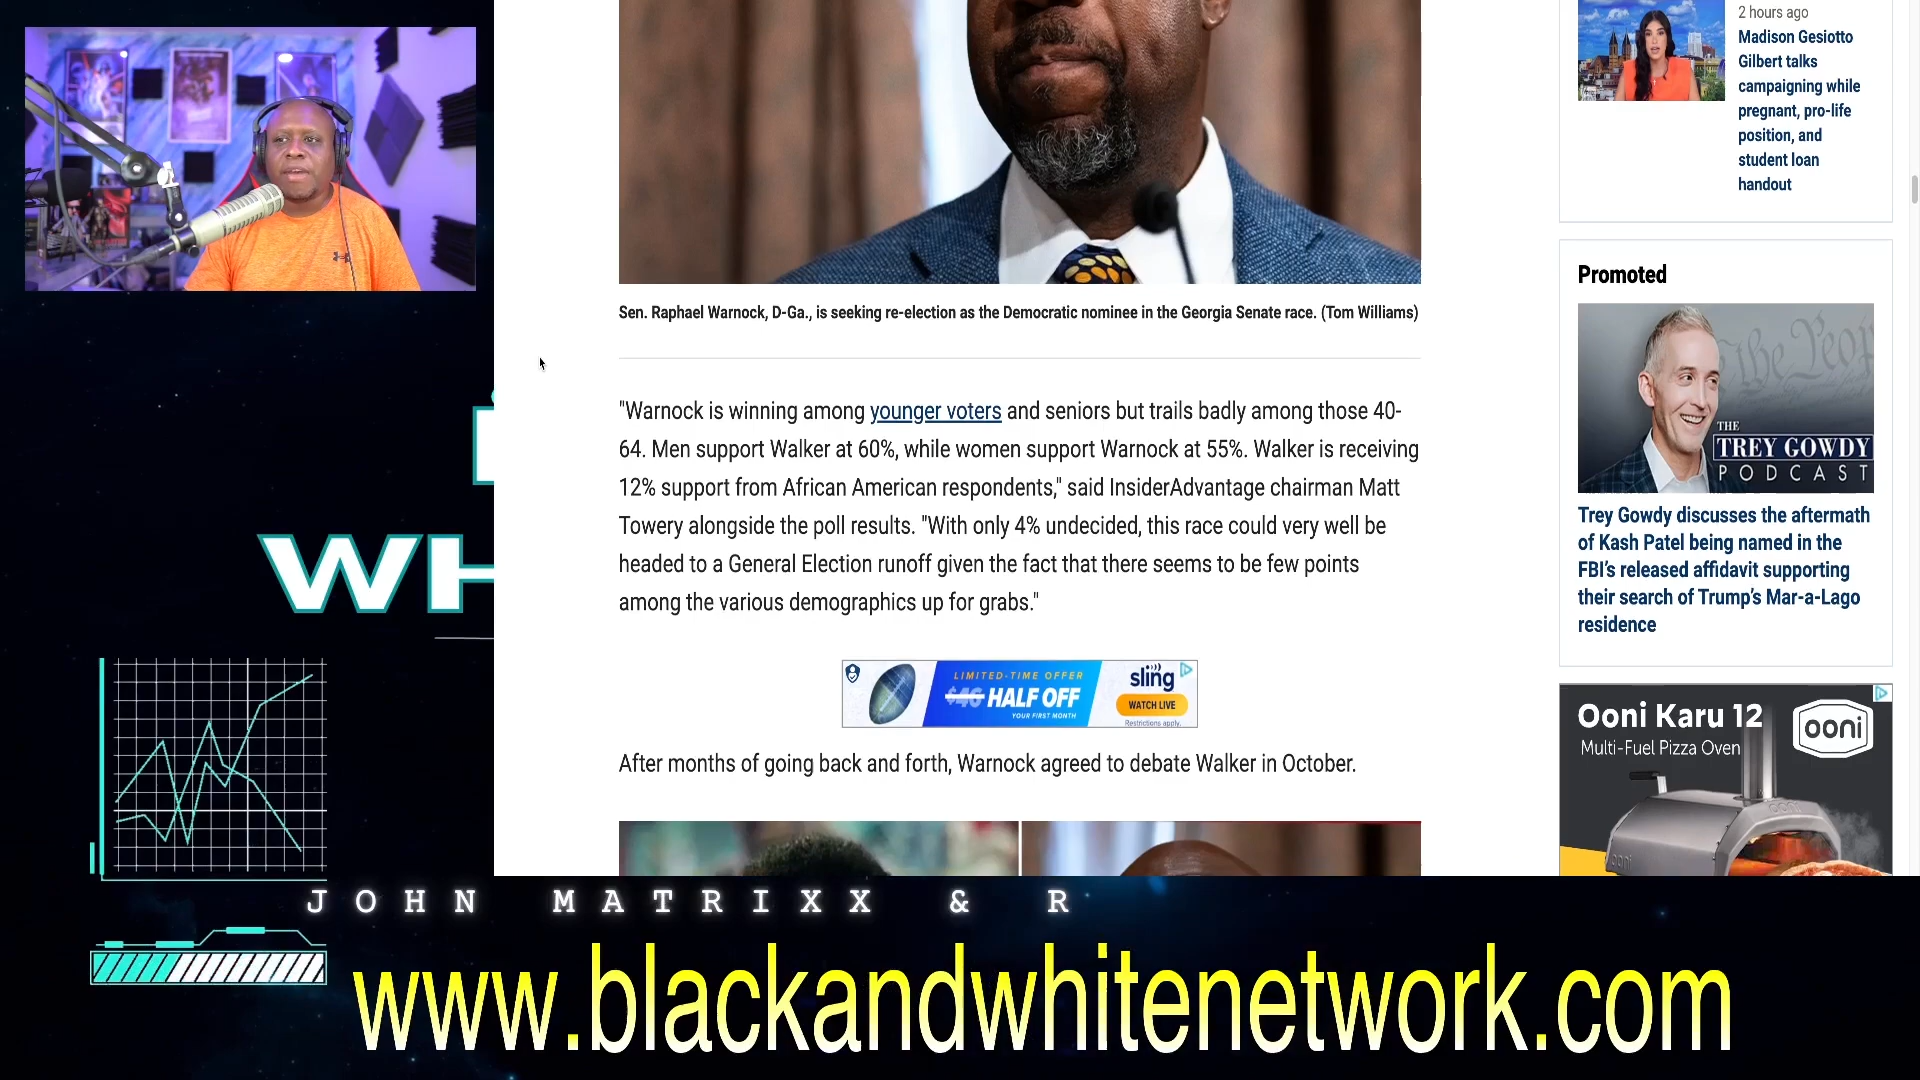 2 hours ago
Madison Gesiotto
Gilbert talks
campaigning while
pregnant, pro-life
position, and
student loan
handout
Sen. Raphael Warnock, D-Ga., is seeking re-election as the Democratic nominee in the Georgia Senate race. (Tom Williams)
"Warnock is winning among younger voters and seniors but trails badly among those 40-
64. Men support Walker at 60%, while women support Warnock at 55%. Walker is receiving
12% support from African American respondents," said InsiderAdvantage chairman Matt
Towery alongside the poll results. "With only 4% undecided, this race could very well be
headed to a General Election runoff given the fact that there seems to be few points
among the various demographics up for grabs."
LIMITED-TIME OFFER
$40 HALF OFF
YOUR FIRST MONTH
sling
WATCH LIVE
Restrictions apply.
After months of going back and forth, Warnock agreed to debate Walker in October.
Promoted
The Peop
THE
TREY GOWDY
PODCAST
Trey Gowdy discusses the aftermath
of Kash Patel being named in the
FBI's released affidavit supporting
their search of Trump's Mar-a-Lago
residence
Ooni Karu 12
Multi-Fuel Pizza Oven
ooni
WH
JOHN MATRIXX & R
www.blackandwhitenetwork.com